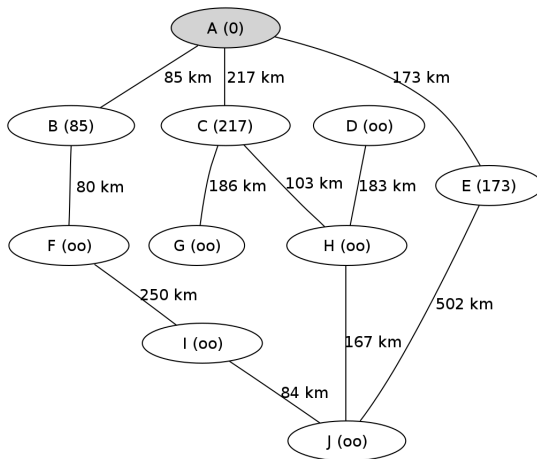 A (0)
85 km
217 km
173 km
B (85)
C (217)
D (oo)
80 km
186 km
103 km
183 km
E (173)
F (oo)
G (oo)
H (oo)
250 km
502 km
I (oo)
167 km
84 km
J (oo)